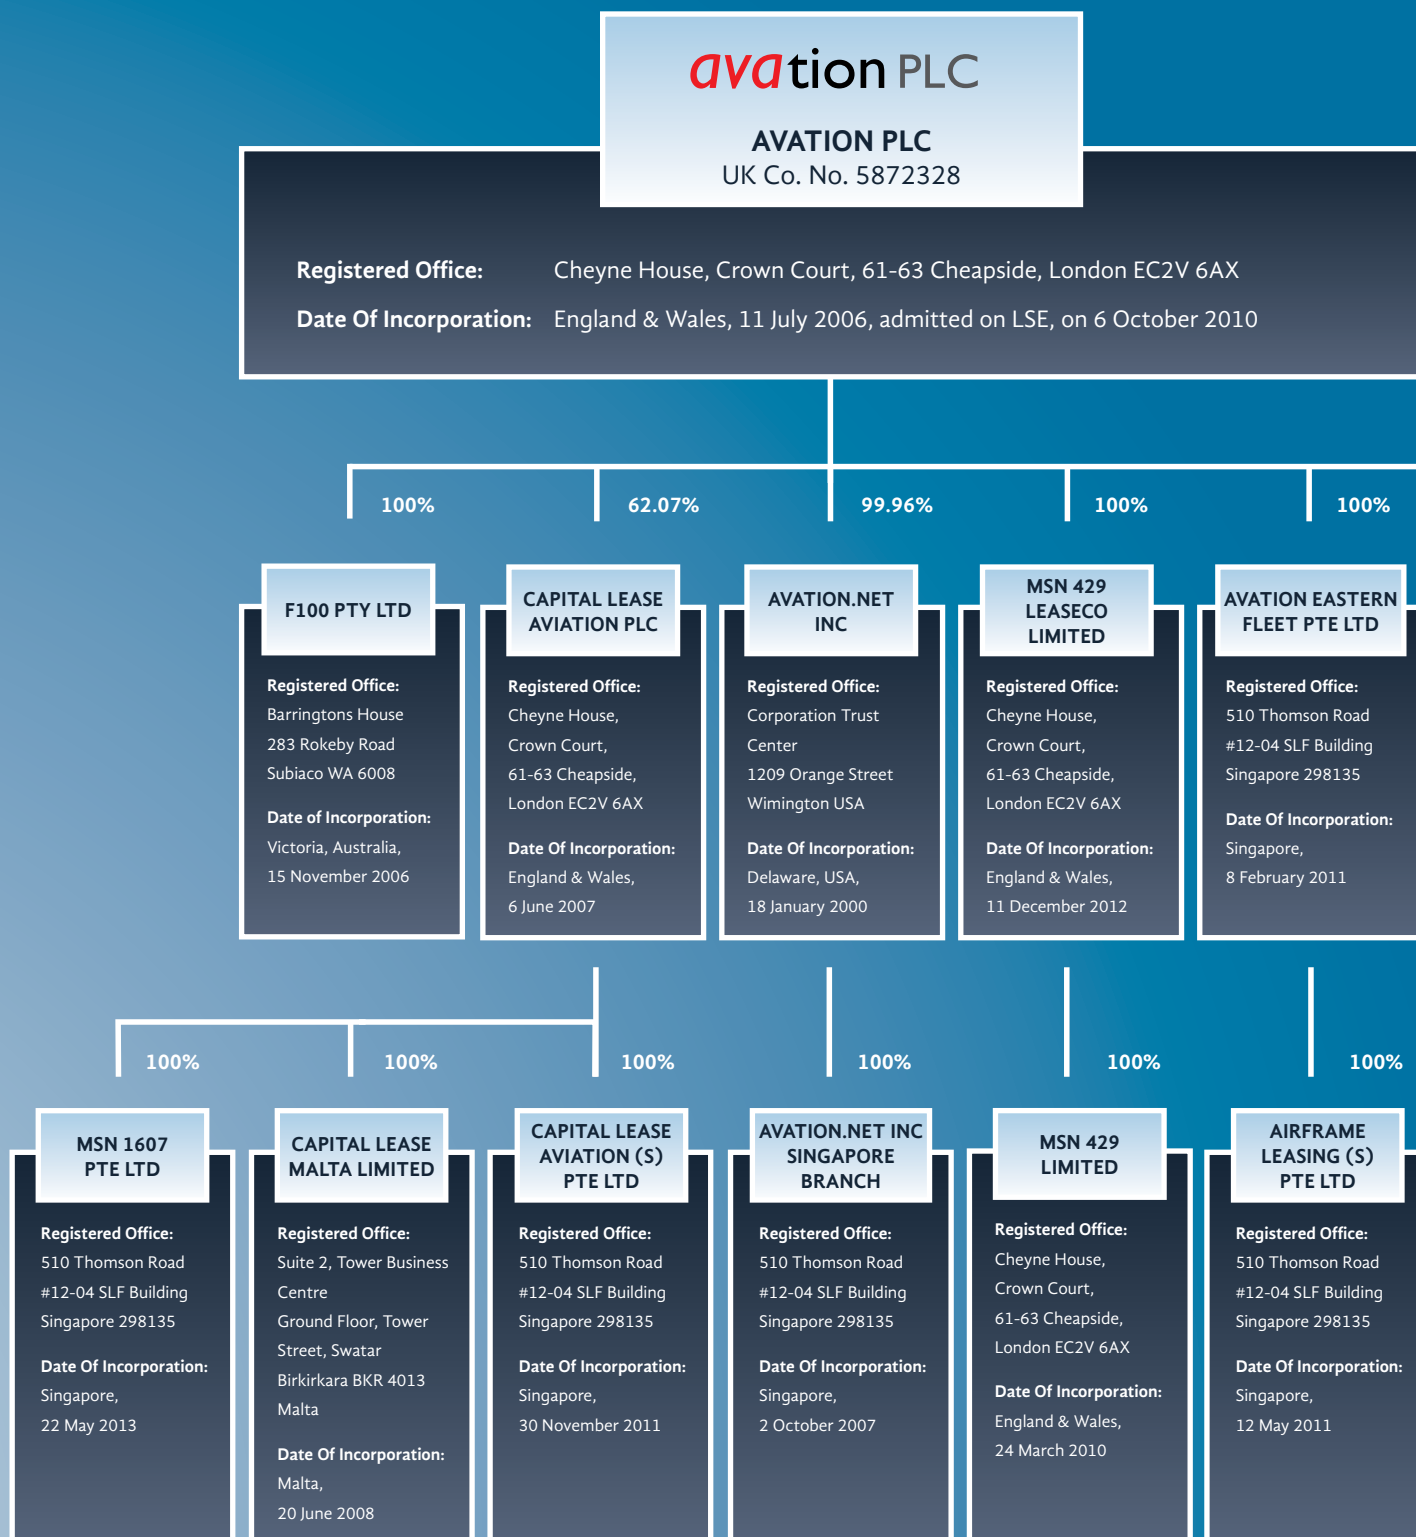 avation PLC
AVATION PLC
UK Co. No. 5872328
Registered Office: Cheyne House, Crown Court, 61-63 Cheapside, London EC2V 6AX
Date Of Incorporation: England & Wales, 11 July 2006, admitted on LSE, on 6 October 2010
100%
62.07%
99.96%
100%
100%
F100 PTY LTD
Registered Office:
Barringtons House
283 Rokeby Road
Subiaco WA 6008
Date of Incorporation:
Victoria, Australia,
15 November 2006
CAPITAL LEASE
AVIATION PLC
Registered Office:
Cheyne House,
Crown Court,
61-63 Cheapside,
London EC2V 6AX
Date Of Incorporation:
England & Wales,
6 June 2007
AVATION.NET
INC
Registered Office:
Corporation Trust
Center
1209 Orange Street
Wimington USA
Date Of Incorporation:
Delaware, USA,
18 January 2000
MSN 429
LEASECO
LIMITED
Registered Office:
Cheyne House,
Crown Court,
61-63 Cheapside,
London EC2V 6AX
Date Of Incorporation:
England & Wales,
11 December 2012
AVATION EASTERN
FLEET PTE LTD
Registered Office:
510 Thomson Road
#12-04 SLF Building
Singapore 298135
Date Of Incorporation:
Singapore,
8 February 2011
100%
100%
100%
100%
100%
100%
MSN 1607
PTE LTD
Registered Office:
510 Thomson Road
#12-04 SLF Building
Singapore 298135
Date Of Incorporation:
Singapore,
22 May 2013
CAPITAL LEASE
MALTA LIMITED
Registered Office:
Suite 2, Tower Business
Centre
Ground Floor, Tower
Street, Swatar
Birkirkara BKR 4013
Malta
Date Of Incorporation:
Malta,
20 June 2008
CAPITAL LEASE
AVIATION (S)
PTE LTD
Registered Office:
510 Thomson Road
#12-04 SLF Building
Singapore 298135
Date Of Incorporation:
Singapore,
30 November 2011
AVATION.NET INC
SINGAPORE
BRANCH
Registered Office:
510 Thomson Road
#12-04 SLF Building
Singapore 298135
Date Of Incorporation:
Singapore,
2 October 2007
MSN 429
LIMITED
Registered Office:
Cheyne House,
Crown Court,
61-63 Cheapside,
London EC2V 6AX
Date Of Incorporation:
England & Wales,
24 March 2010
AIRFRAME
LEASING (S)
PTE LTD
Registered Office:
510 Thomson Road
#12-04 SLF Building
Singapore 298135
Date Of Incorporation:
Singapore,
12 May 2011